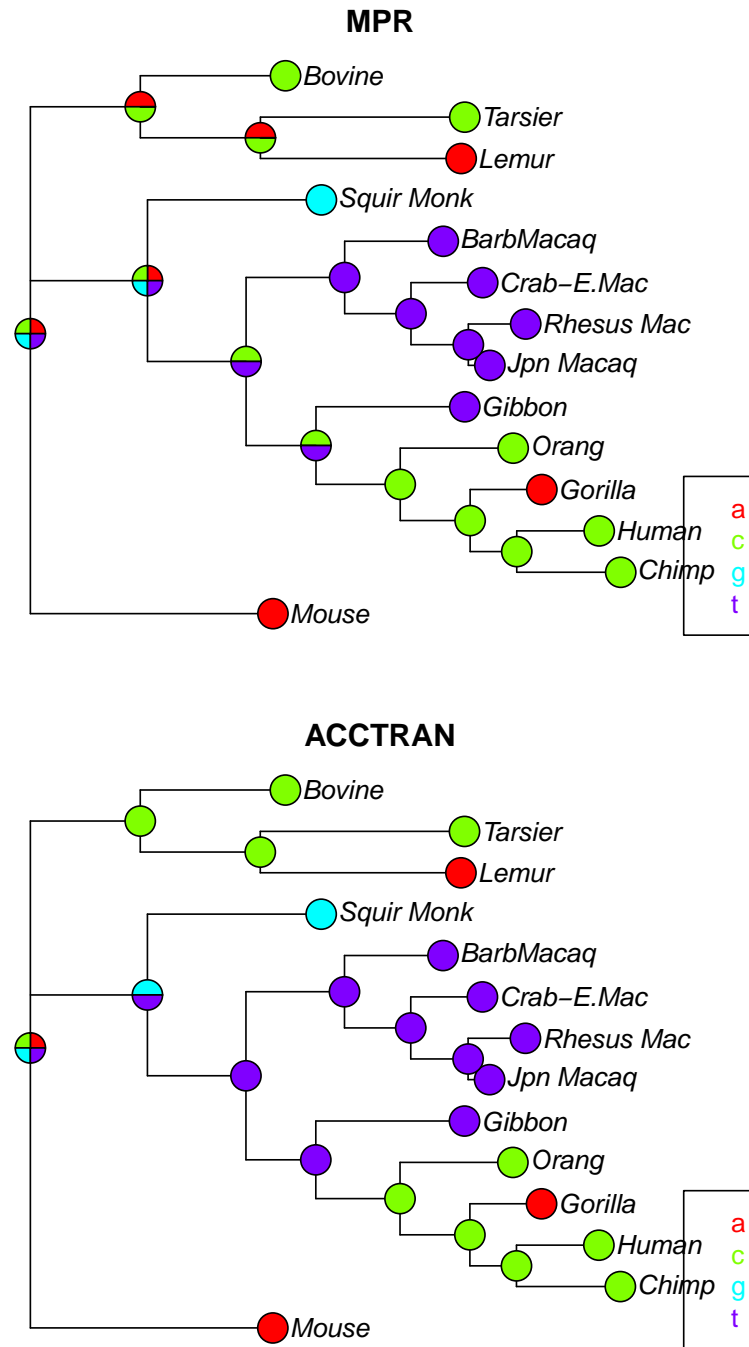 MPR
Bovine
Tarsier
Lemur
Squir Monk
BarbMacaq
Crab−E.Mac
Rhesus Mac
Jpn Macaq
Gibbon
Orang
Gorilla
Human
Chimp
Mouse
a
c
g
t
ACCTRAN
Bovine
Tarsier
Lemur
Squir Monk
BarbMacaq
Crab−E.Mac
Rhesus Mac
Jpn Macaq
Gibbon
Orang
Gorilla
Human
Chimp
Mouse
a
c
g
t